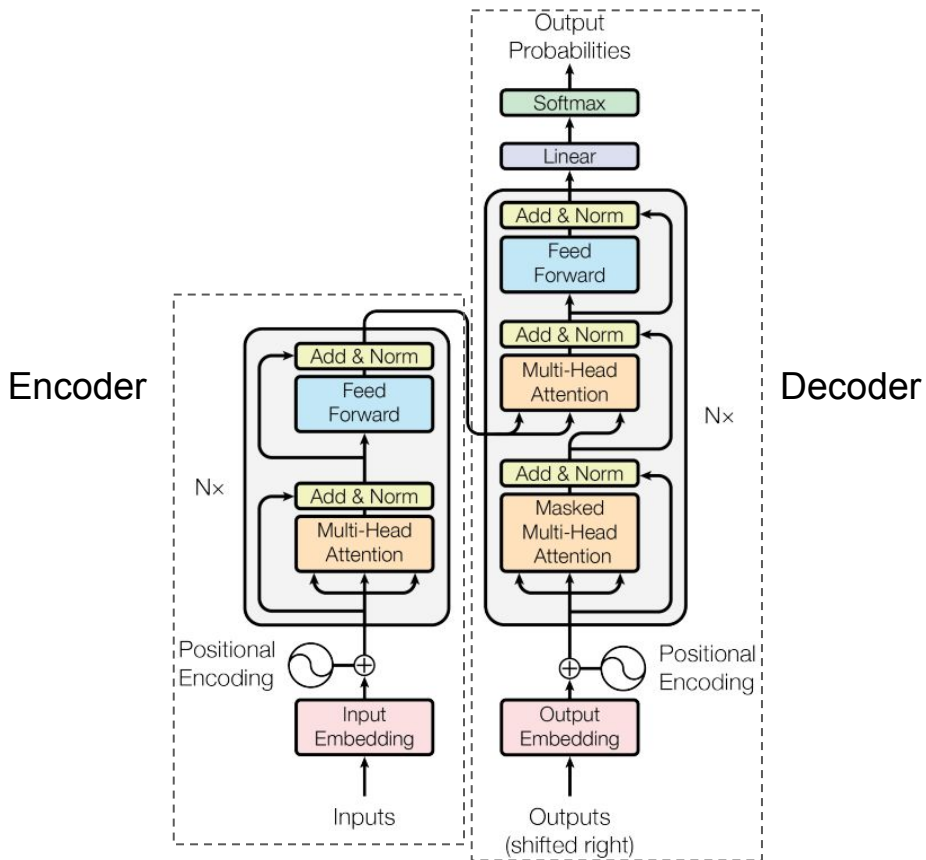 Output
Probabilities
Softmax
Linear
Add & Norm
Feed
Forward
Add & Norm
Multi-Head
Attention
Add & Norm
Masked
Multi-Head
Attention
Nx
Decoder
Positional
Encoding
Output
Embedding
Outputs
(shifted right)
Encoder
Add & Norm
Feed
Forward
Nx
Add & Norm
Multi-Head
Attention
Positional
Encoding
Input
Embedding
Inputs